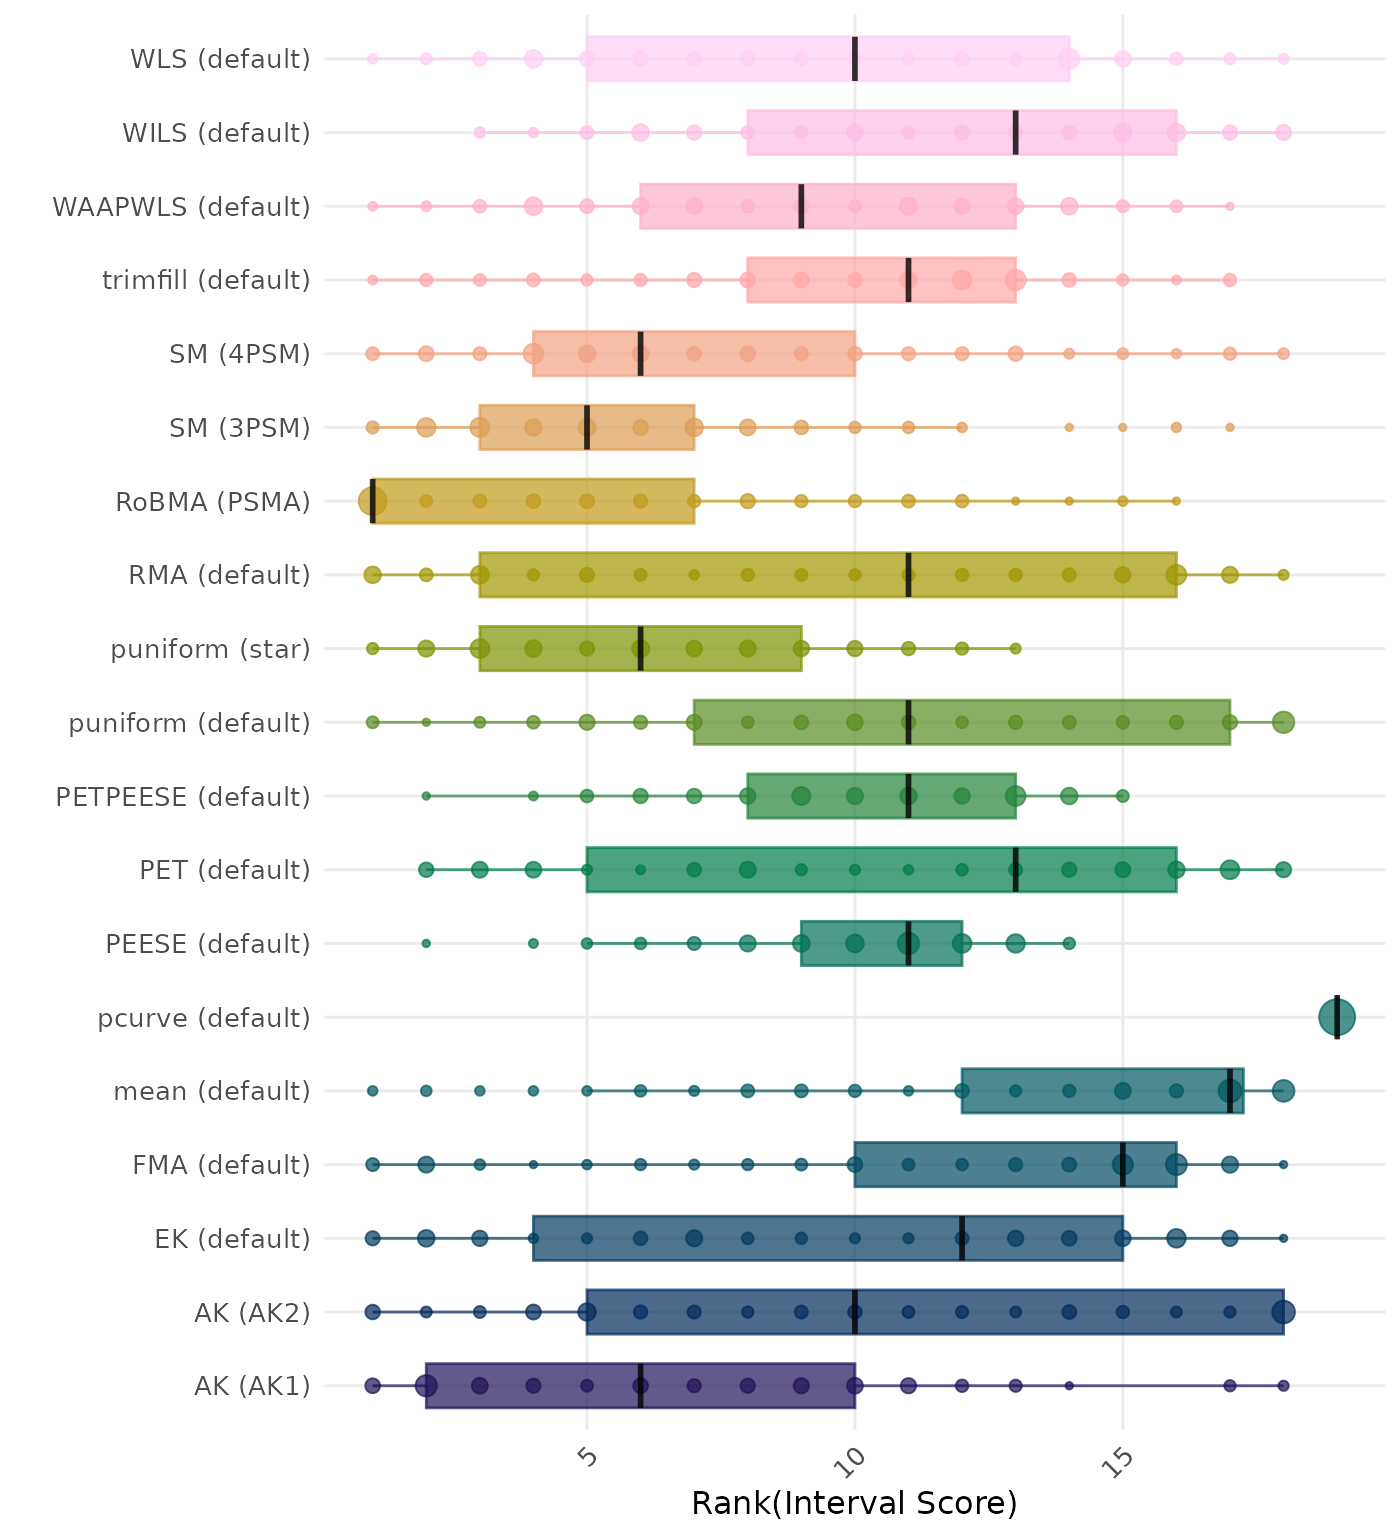 WLS (default)
WILS (default)
WAAPWLS (default)
trimfill (default)
SM (4PSM)
SM (3PSM)
RoBMA (PSMA)
RMA (default)
puniform (star)
puniform (default)
PETPEESE (default)
PET (default)
PEESE (default)
pcurve (default)
mean (default)
FMA (default)
EK (default)
AK (AK2)
AK (AK1)
5 10 15
Rank(Interval Score)